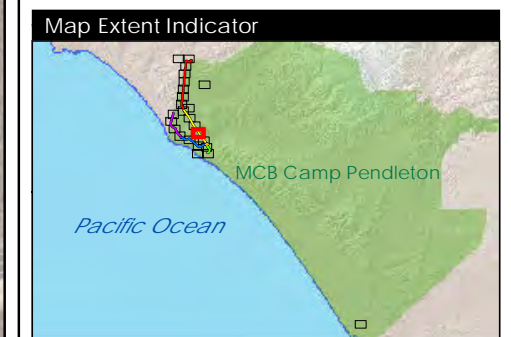 Map Extent Indicator
MCB Camp Pendleton
Pacific Ocean